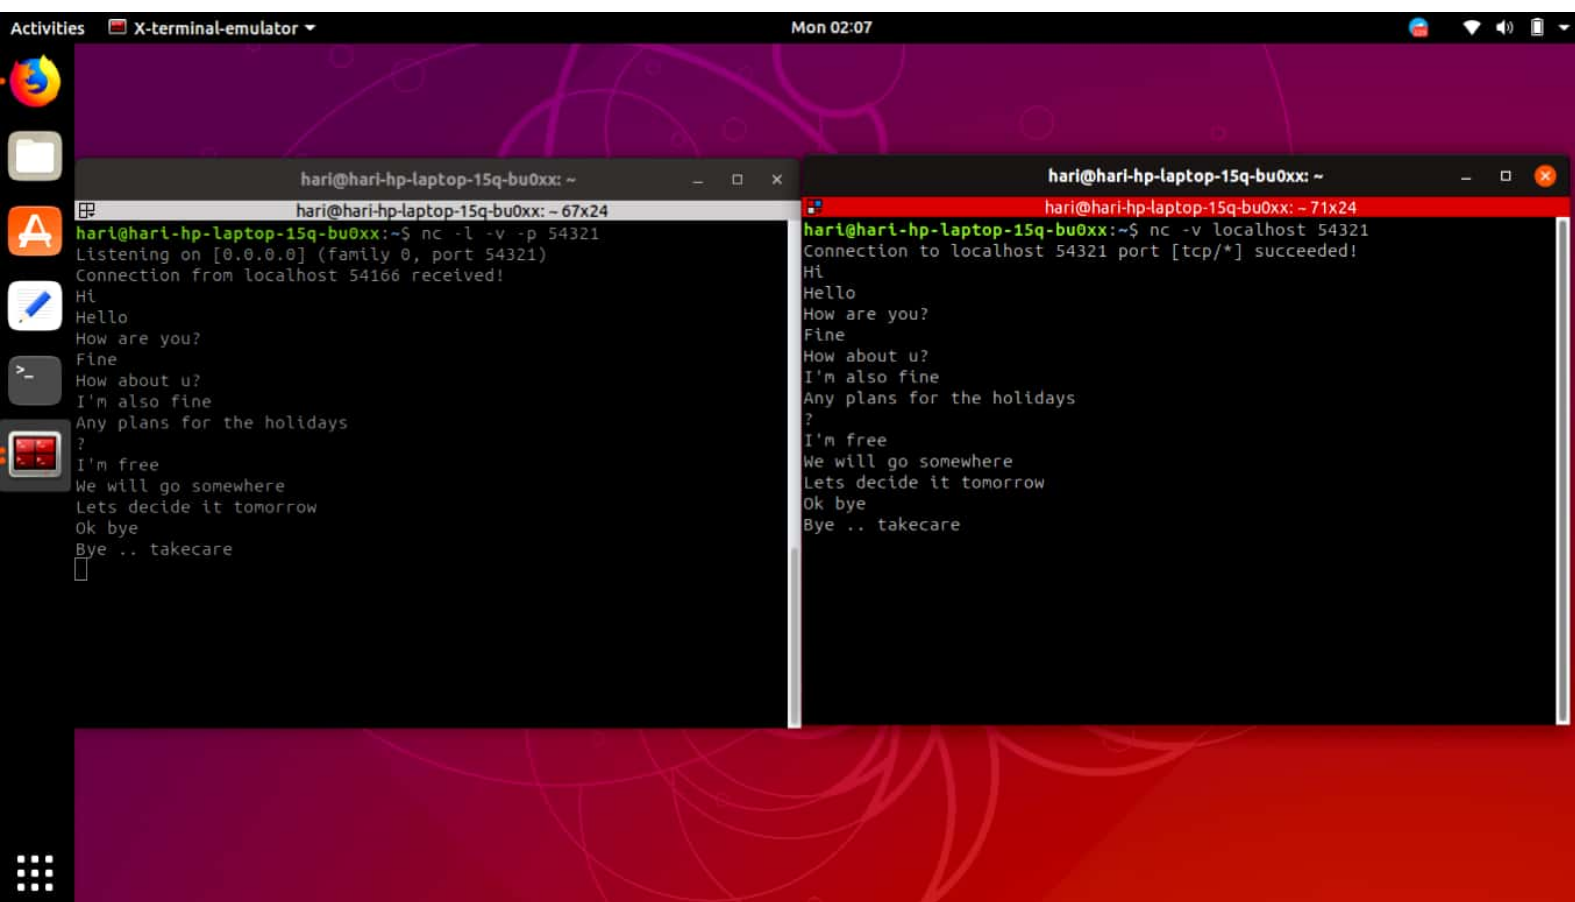 Activities X-terminal-emulator Mon 02:07
hari@hari-hp-laptop-15q-bu0xx: ~
hari@hari-hp-laptop-15q-bu0xx: ~ 67x24
hari@hari-hp-laptop-15q-bu0xx:~$ nc -l -v -p 54321
Listening on [0.0.0.0] (family 0, port 54321)
Connection from localhost 54166 received!
Hi
Hello
How are you?
Fine
How about u?
I'm also fine
Any plans for the holidays
?
I'm free
We will go somewhere
Lets decide it tomorrow
Ok bye
Bye .. takecare
hari@hari-hp-laptop-15q-bu0xx: ~
hari@hari-hp-laptop-15q-bu0xx: ~ 71x24
hari@hari-hp-laptop-15q-bu0xx:~$ nc -v localhost 54321
Connection to localhost 54321 port [tcp/*] succeeded!
Hi
Hello
How are you?
Fine
How about u?
I'm also fine
Any plans for the holidays
?
I'm free
We will go somewhere
Lets decide it tomorrow
Ok bye
Bye .. takecare